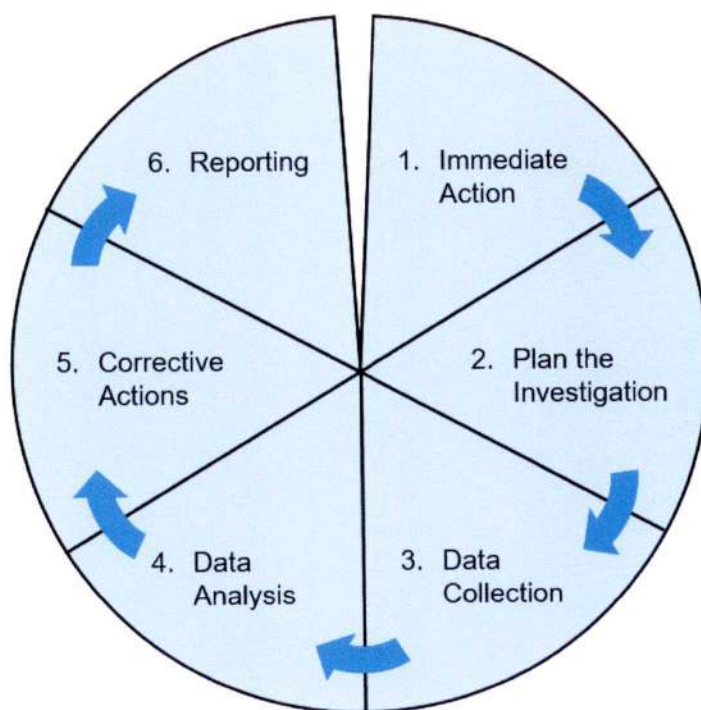 1. Immediate
Action
2. Plan the
Investigation
3. Data
Collection
4. Data
Analysis
5. Corrective
Actions
6. Reporting